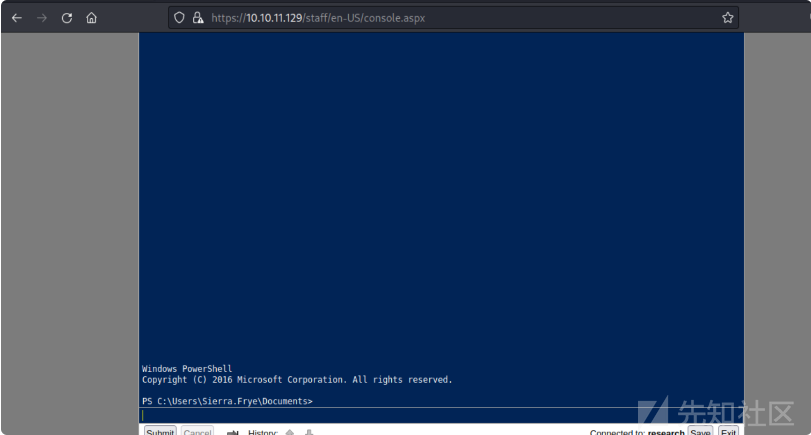 https://10.10.11.129/staff/en-US/console.aspx
Windows PowerShell
Copyright (C) 2016 Microsoft Corporation. All rights reserved.
PS C:\Users\Sierra.Frye\Documents>
Submit Cancel History Connected to: research Save Exit
先知社区